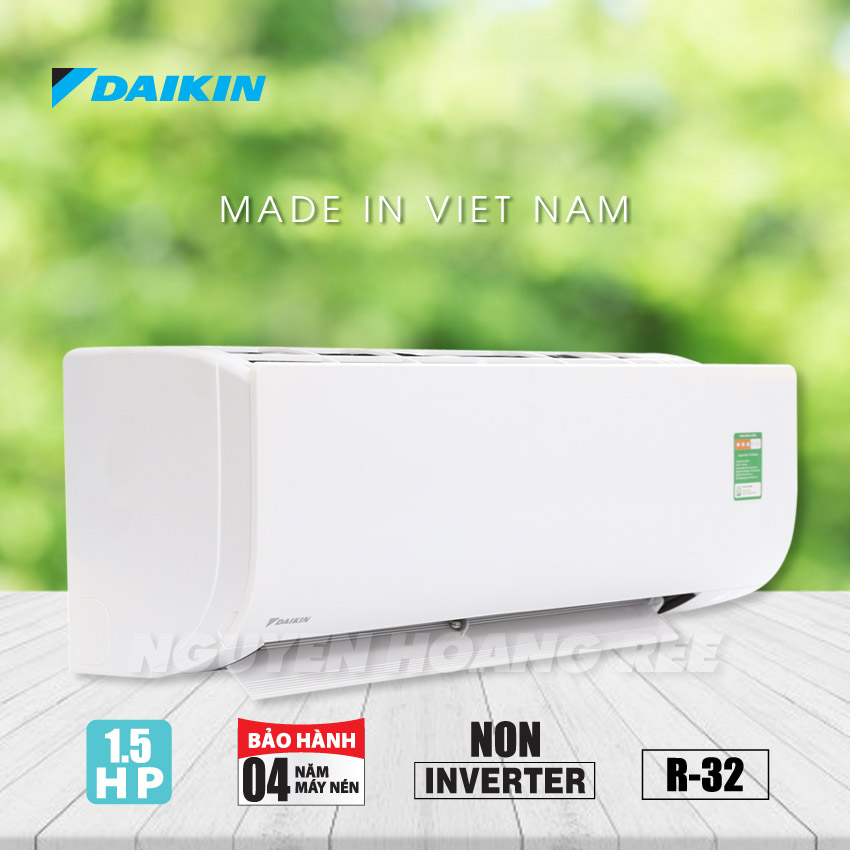 DAIKIN
MADE IN VIET NAM
DAIKIN
NGUYEN HOANG REE
1.5
HP
BẢO HÀNH
04 NĂM
MÁY NÉN
NON
INVERTER
R-32